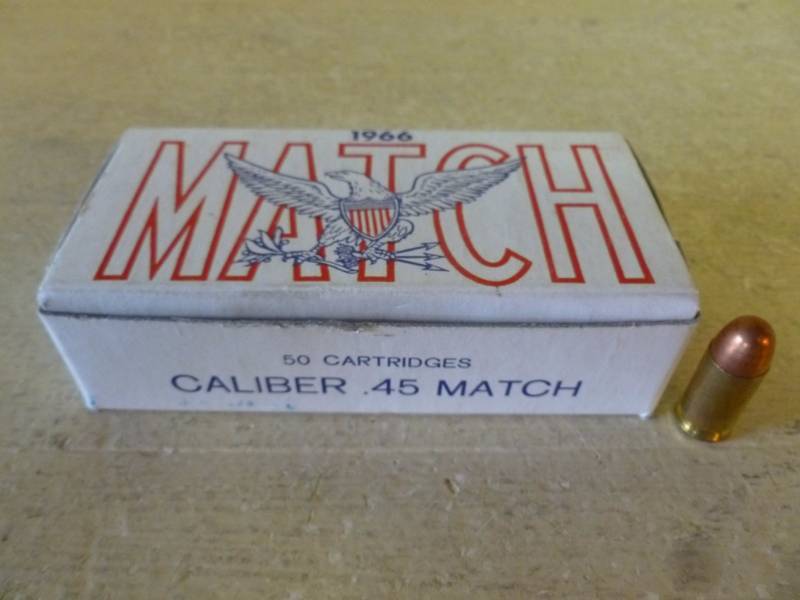 1966
MATCH
50 CARTRIDGES
CALIBER .45 MATCH